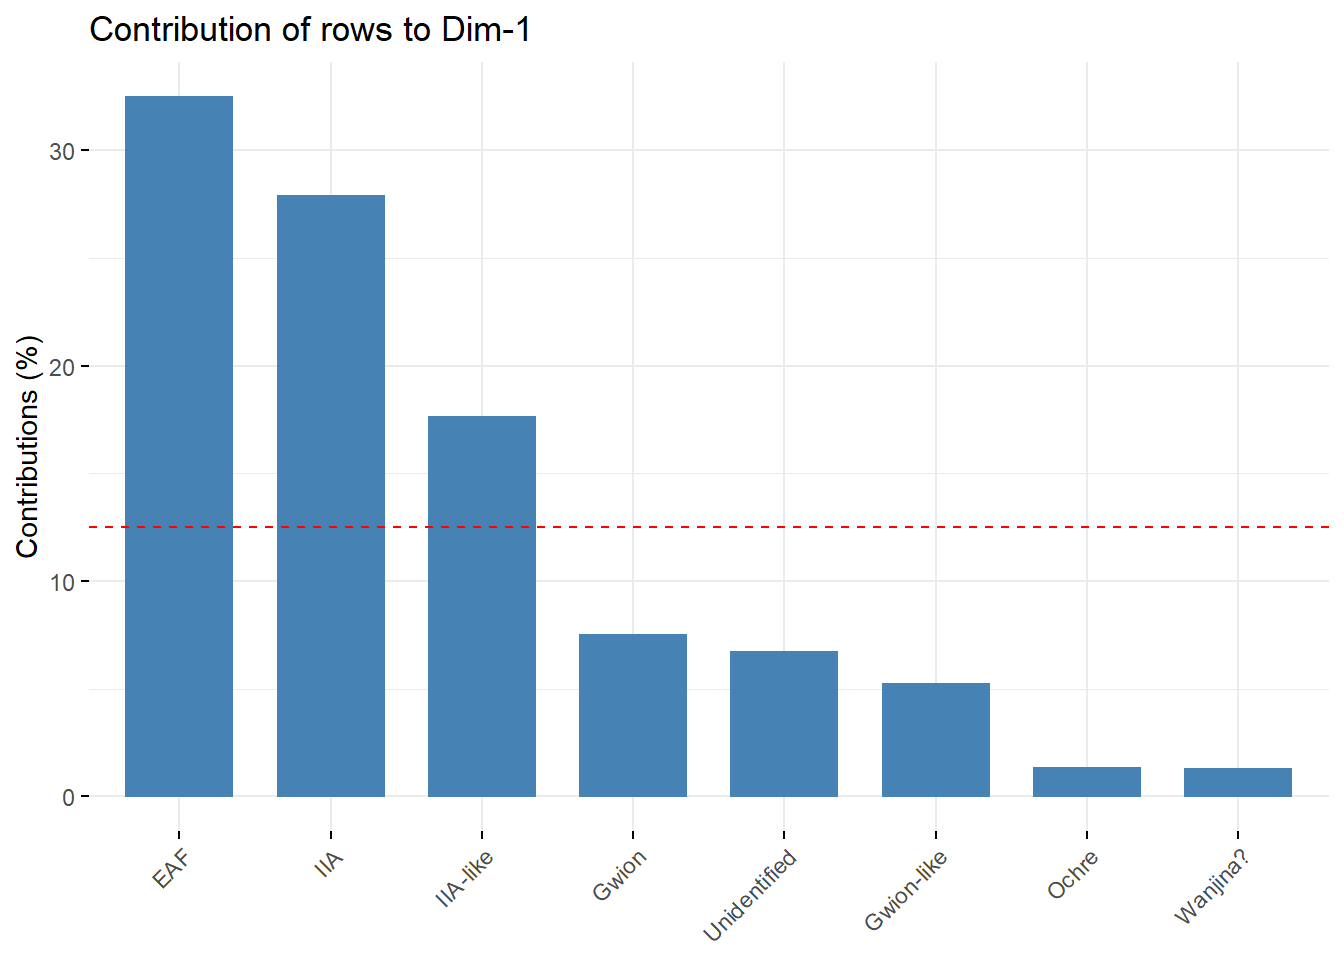 Contribution of rows to Dim-1
Contributions (%)
30
20
10
0
EAF
IIA
IIA-like
Gwion
Unidentified
Gwion-like
Ochre
Wanjina?